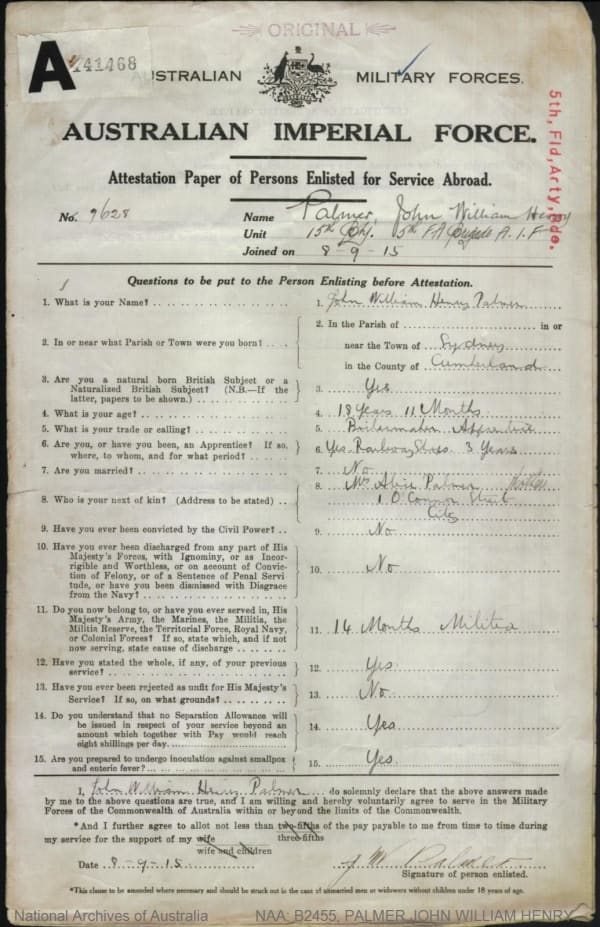 ORIGINAL
A 141468
AUSTRALIAN MILITARY FORCES.
AUSTRALIAN IMPERIAL FORCE.
5th, Fld, Arty, Bde.
Attestation Paper of Persons Enlisted for Service Abroad.
No. 9628 Name Palmer, John William Henry
Unit 15th Bty. 5th F A Brigade A.I.F
Joined on 8-9-15
Questions to be put to the Person Enlisting before Attestation.
1. What is your Name? 1. John William Henry Palmer
2. In or near what Parish or Town were you born? 2. In the Parish of in or
near the Town of Sydney
in the County of Cumberland
3. Are you a natural born British Subject or a
Naturalized British Subject? (N.B.—If the
latter, papers to be shown.) 3. Yes
4. What is your age? 4. 18 Years 11 Months
5. What is your trade or calling? 5. Boilermaker Apprentice
6. Are you, or have you been, an Apprentice? If so,
where, to whom, and for what period? 6. Yes. Railway Shops 3 Years
7. Are you married? 7. No
8. Who is your next of kin? (Address to be stated) 8. Mrs Alice Palmer Mother
1 O'Connor Street
City
9. Have you ever been convicted by the Civil Power? 9. No
10. Have you ever been discharged from any part of His
Majesty's Forces, with Ignominy, or as Incor-
rigible and Worthless, or on account of Convic-
tion of Felony, or of a Sentence of Penal Servi-
tude, or have you been dismissed with Disgrace
from the Navy? 10. No
11. Do you now belong to, or have you ever served in, His
Majesty's Army, the Marines, the Militia, the
Militia Reserve, the Territorial Force, Royal Navy,
or Colonial Forces? If so, state which, and if not
now serving, state cause of discharge 11. 14 Months Militia
12. Have you stated the whole, if any, of your previous
service? 12. Yes
13. Have you ever been rejected as unfit for His Majesty's
Service? If so, on what grounds? 13. No
14. Do you understand that no Separation Allowance will
be issued in respect of your service beyond an
amount which together with Pay would reach
eight shillings per day. 14. Yes
15. Are you prepared to undergo inoculation against smallpox
and enteric fever? 15. Yes
I, John William Henry Palmer do solemnly declare that the above answers made
by me to the above questions are true, and I am willing and hereby voluntarily agree to serve in the Military
Forces of the Commonwealth of Australia within or beyond the limits of the Commonwealth.
*And I further agree to allot not less than two-fifths of the pay payable to me from time to time during
three-fifths
my service for the support of my wife
wife and children
Date 8-9-15
Signature of person enlisted.
*This clause to be amended where necessary and should be struck out in the case of unmarried men or widowers without children under 18 years of age.
National Archives of Australia NAA: B2455, PALMER JOHN WILLIAM HENRY